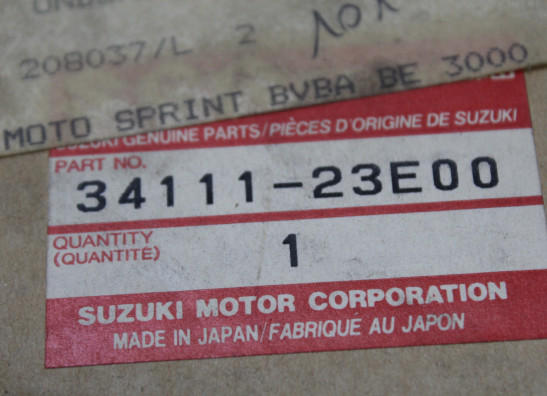 208037/L 2
MOTO SPRINT BVBA BE 3000
SUZUKI GENUINE PARTS/PIÈCES D'ORIGINE DE SUZUKI
PART NO.
34111-23E00
QUANTITY
(QUANTITÉ)
1
SUZUKI MOTOR CORPORATION
MADE IN JAPAN/FABRIQUÉ AU JAPON